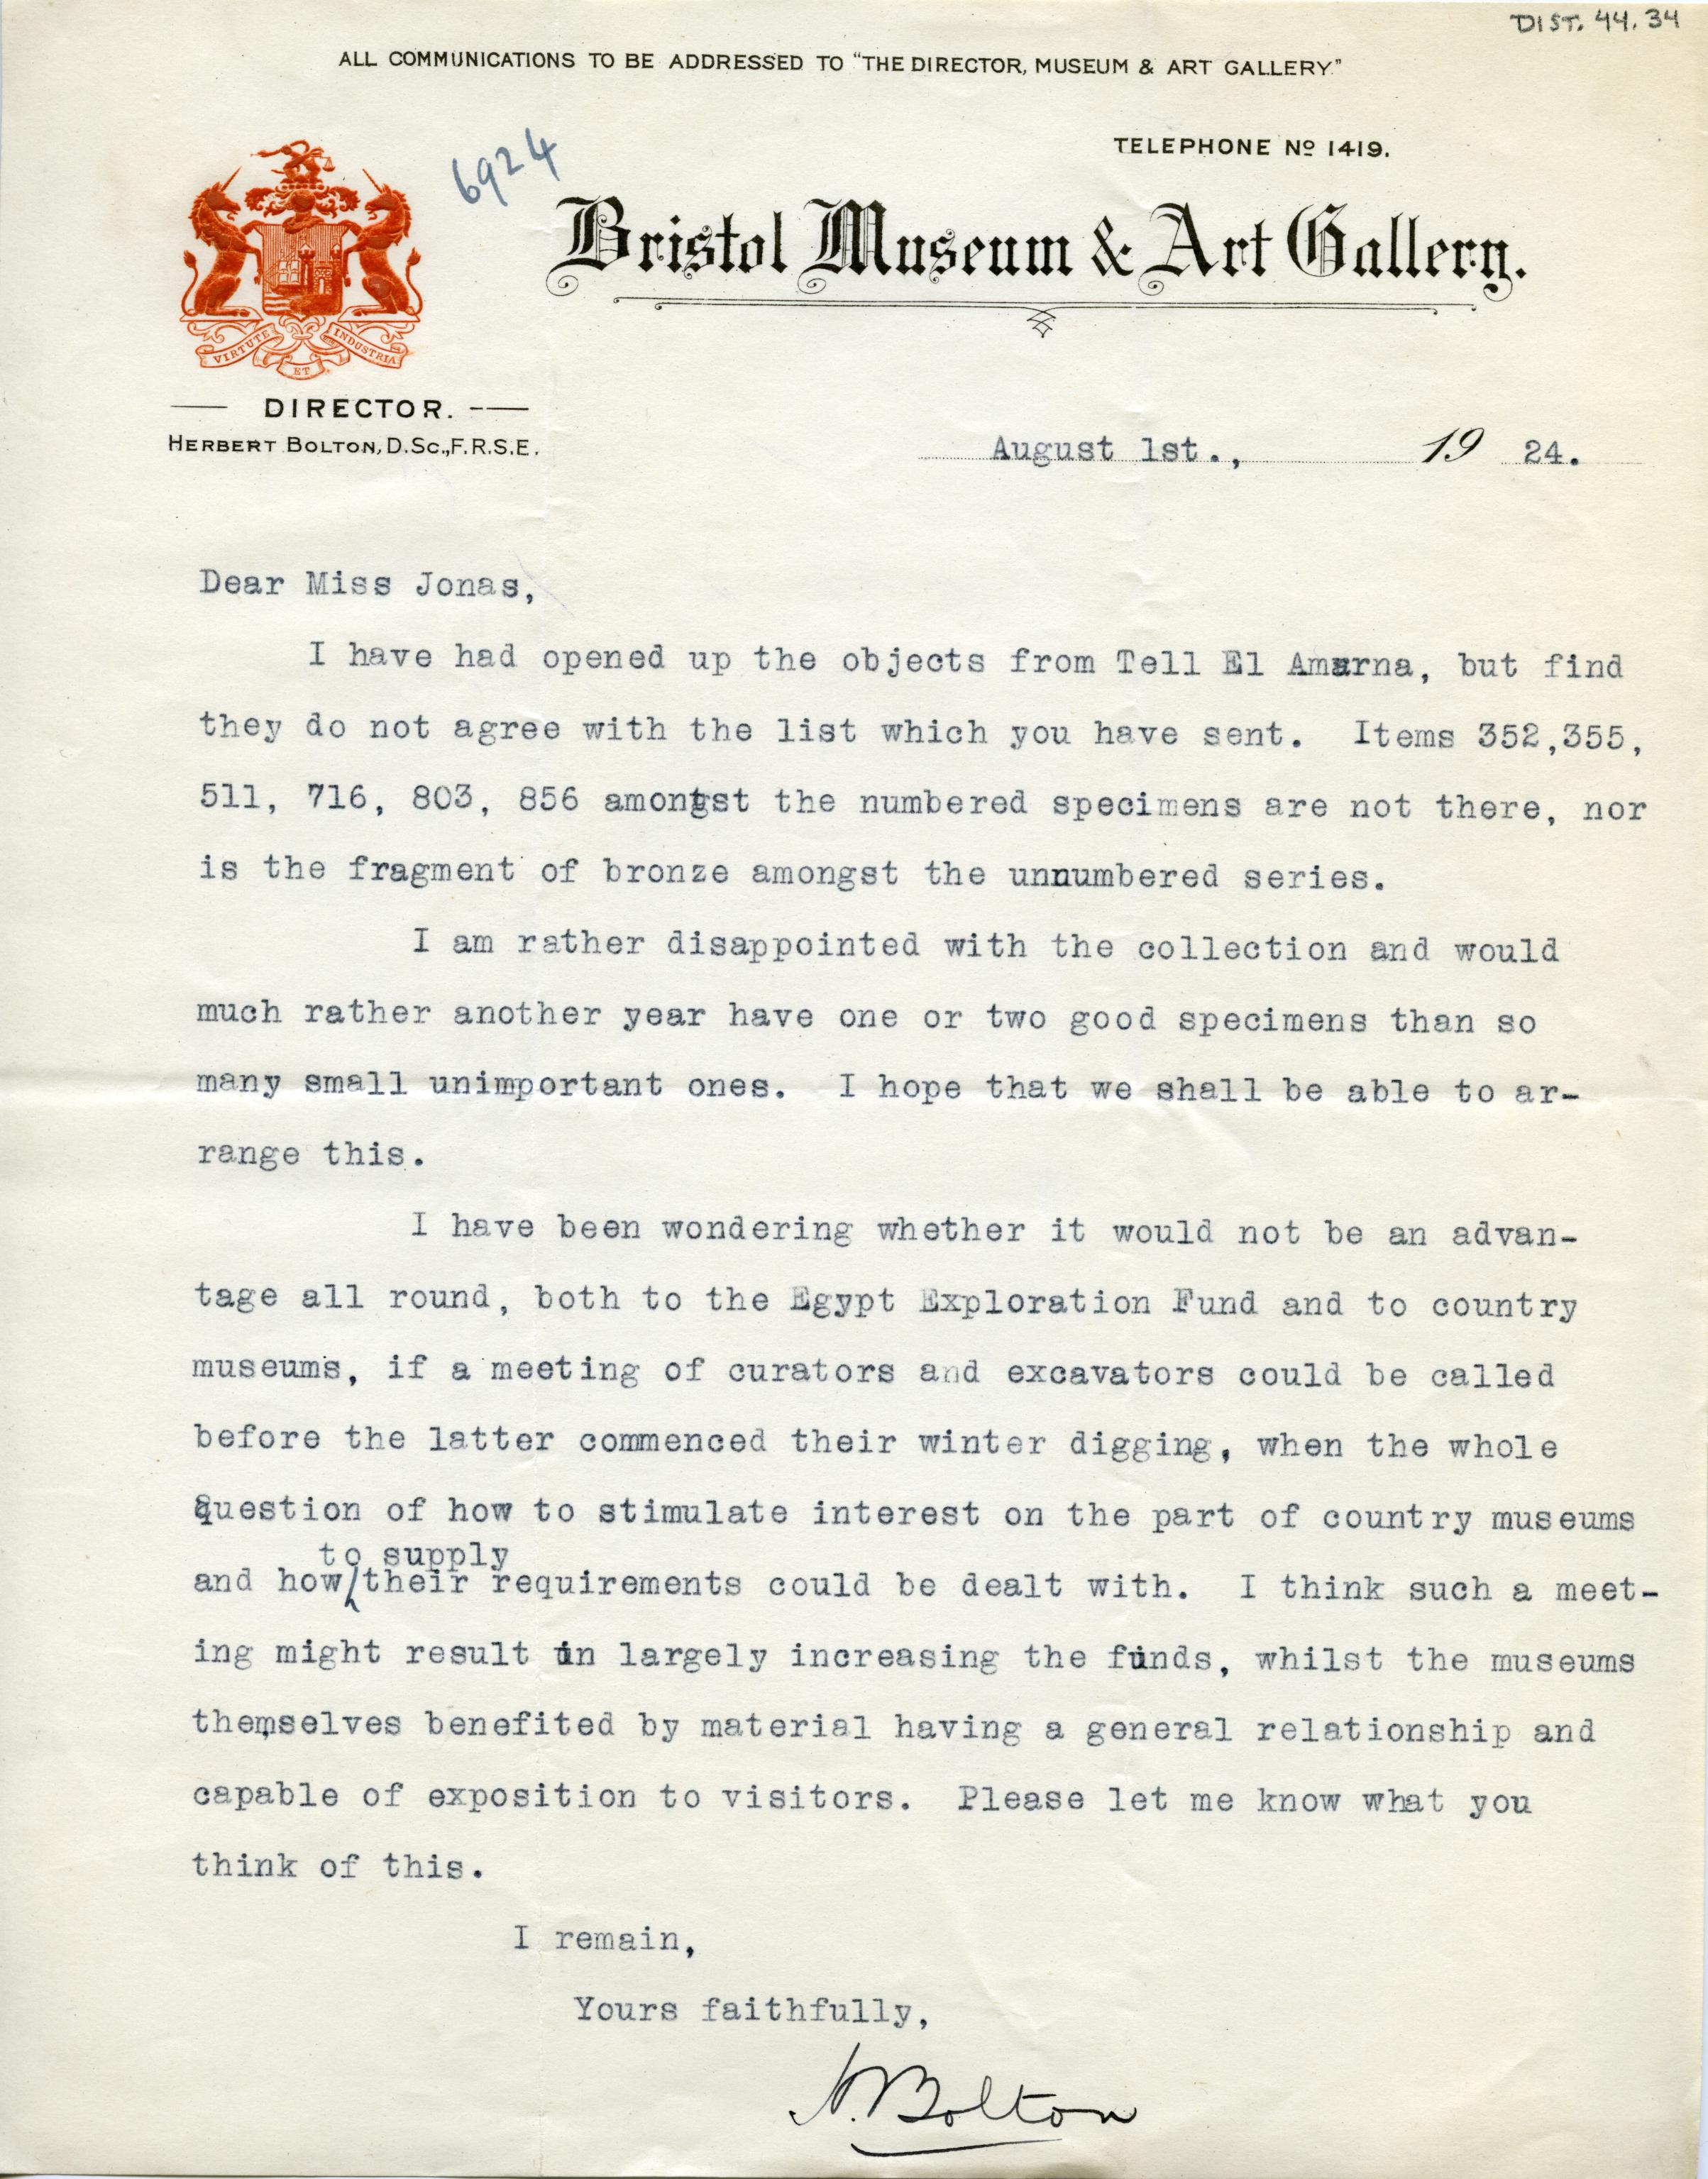 DIST. 44.34
ALL COMMUNICATIONS TO BE ADDRESSED TO "THE DIRECTOR, MUSEUM & ART GALLERY."
6924
TELEPHONE Nº 1419.
Bristol Museum & Art Gallery.
VIRTUTE ET INDUSTRIA
DIRECTOR.
HERBERT BOLTON, D.Sc., F.R.S.E.
August 1st., 19 24.
Dear Miss Jonas,
I have had opened up the objects from Tell El Amarna, but find
they do not agree with the list which you have sent. Items 352,355,
511, 716, 803, 856 amongst the numbered specimens are not there, nor
is the fragment of bronze amongst the unnumbered series.
I am rather disappointed with the collection and would
much rather another year have one or two good specimens than so
many small unimportant ones. I hope that we shall be able to ar-
range this.
I have been wondering whether it would not be an advan-
tage all round, both to the Egypt Exploration Fund and to country
museums, if a meeting of curators and excavators could be called
before the latter commenced their winter digging, when the whole
question of how to stimulate interest on the part of country museums
to supply
and how their requirements could be dealt with. I think such a meet-
ing might result in largely increasing the funds, whilst the museums
themselves benefited by material having a general relationship and
capable of exposition to visitors. Please let me know what you
think of this.
I remain,
Yours faithfully,
H. Bolton